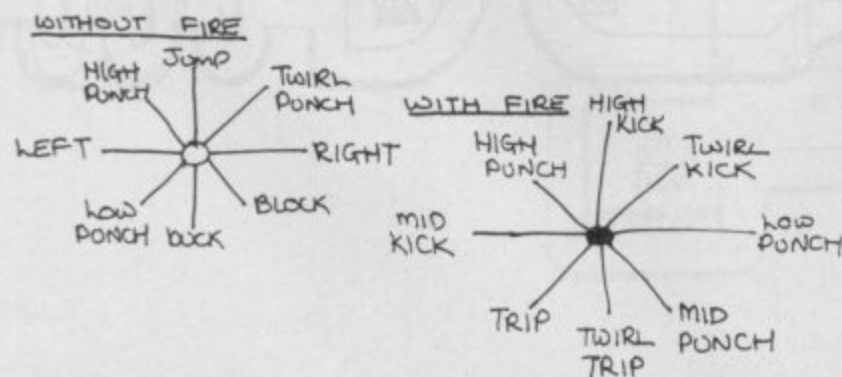 WITHOUT FIRE
JUMP
HIGH
PUNCH
TWIRL
PUNCH
LEFT
RIGHT
LOW
PUNCH
DUCK
BLOCK
WITH FIRE
HIGH
KICK
HIGH
PUNCH
TWIRL
KICK
MID
KICK
LOW
PUNCH
TRIP
TWIRL
TRIP
MID
PUNCH